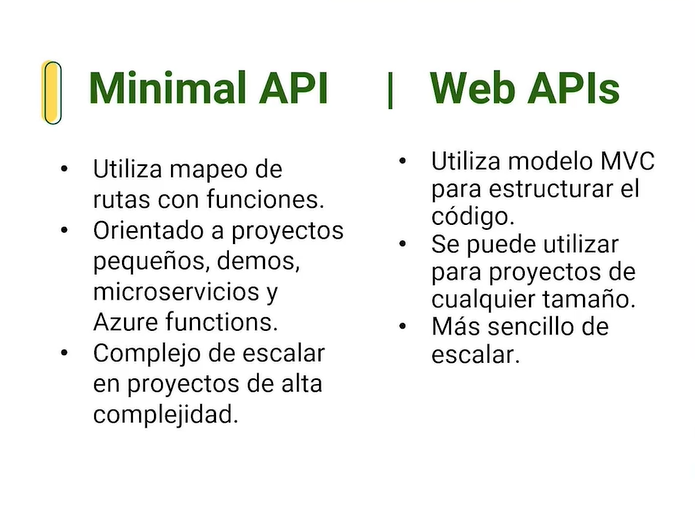 Minimal API | Web APIs
• Utiliza mapeo de
rutas con funciones.
• Orientado a proyectos
pequeños, demos,
microservicios y
Azure functions.
• Complejo de escalar
en proyectos de alta
complejidad.
• Utiliza modelo MVC
para estructurar el
código.
• Se puede utilizar
para proyectos de
cualquier tamaño.
• Más sencillo de
escalar.